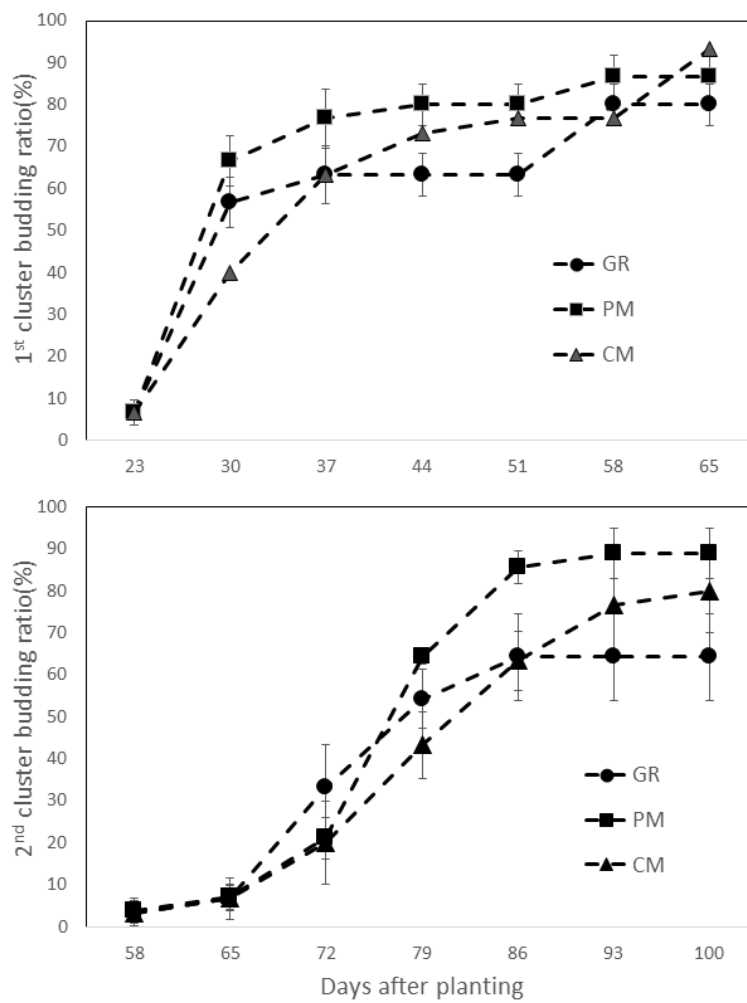 1st cluster budding ratio(%)
100
90
80
70
60
50
40
30
20
10
0
GR
PM
CM
23 30 37 44 51 58 65
2nd cluster budding ratio(%)
100
90
80
70
60
50
40
30
20
10
0
GR
PM
CM
58 65 72 79 86 93 100
Days after planting